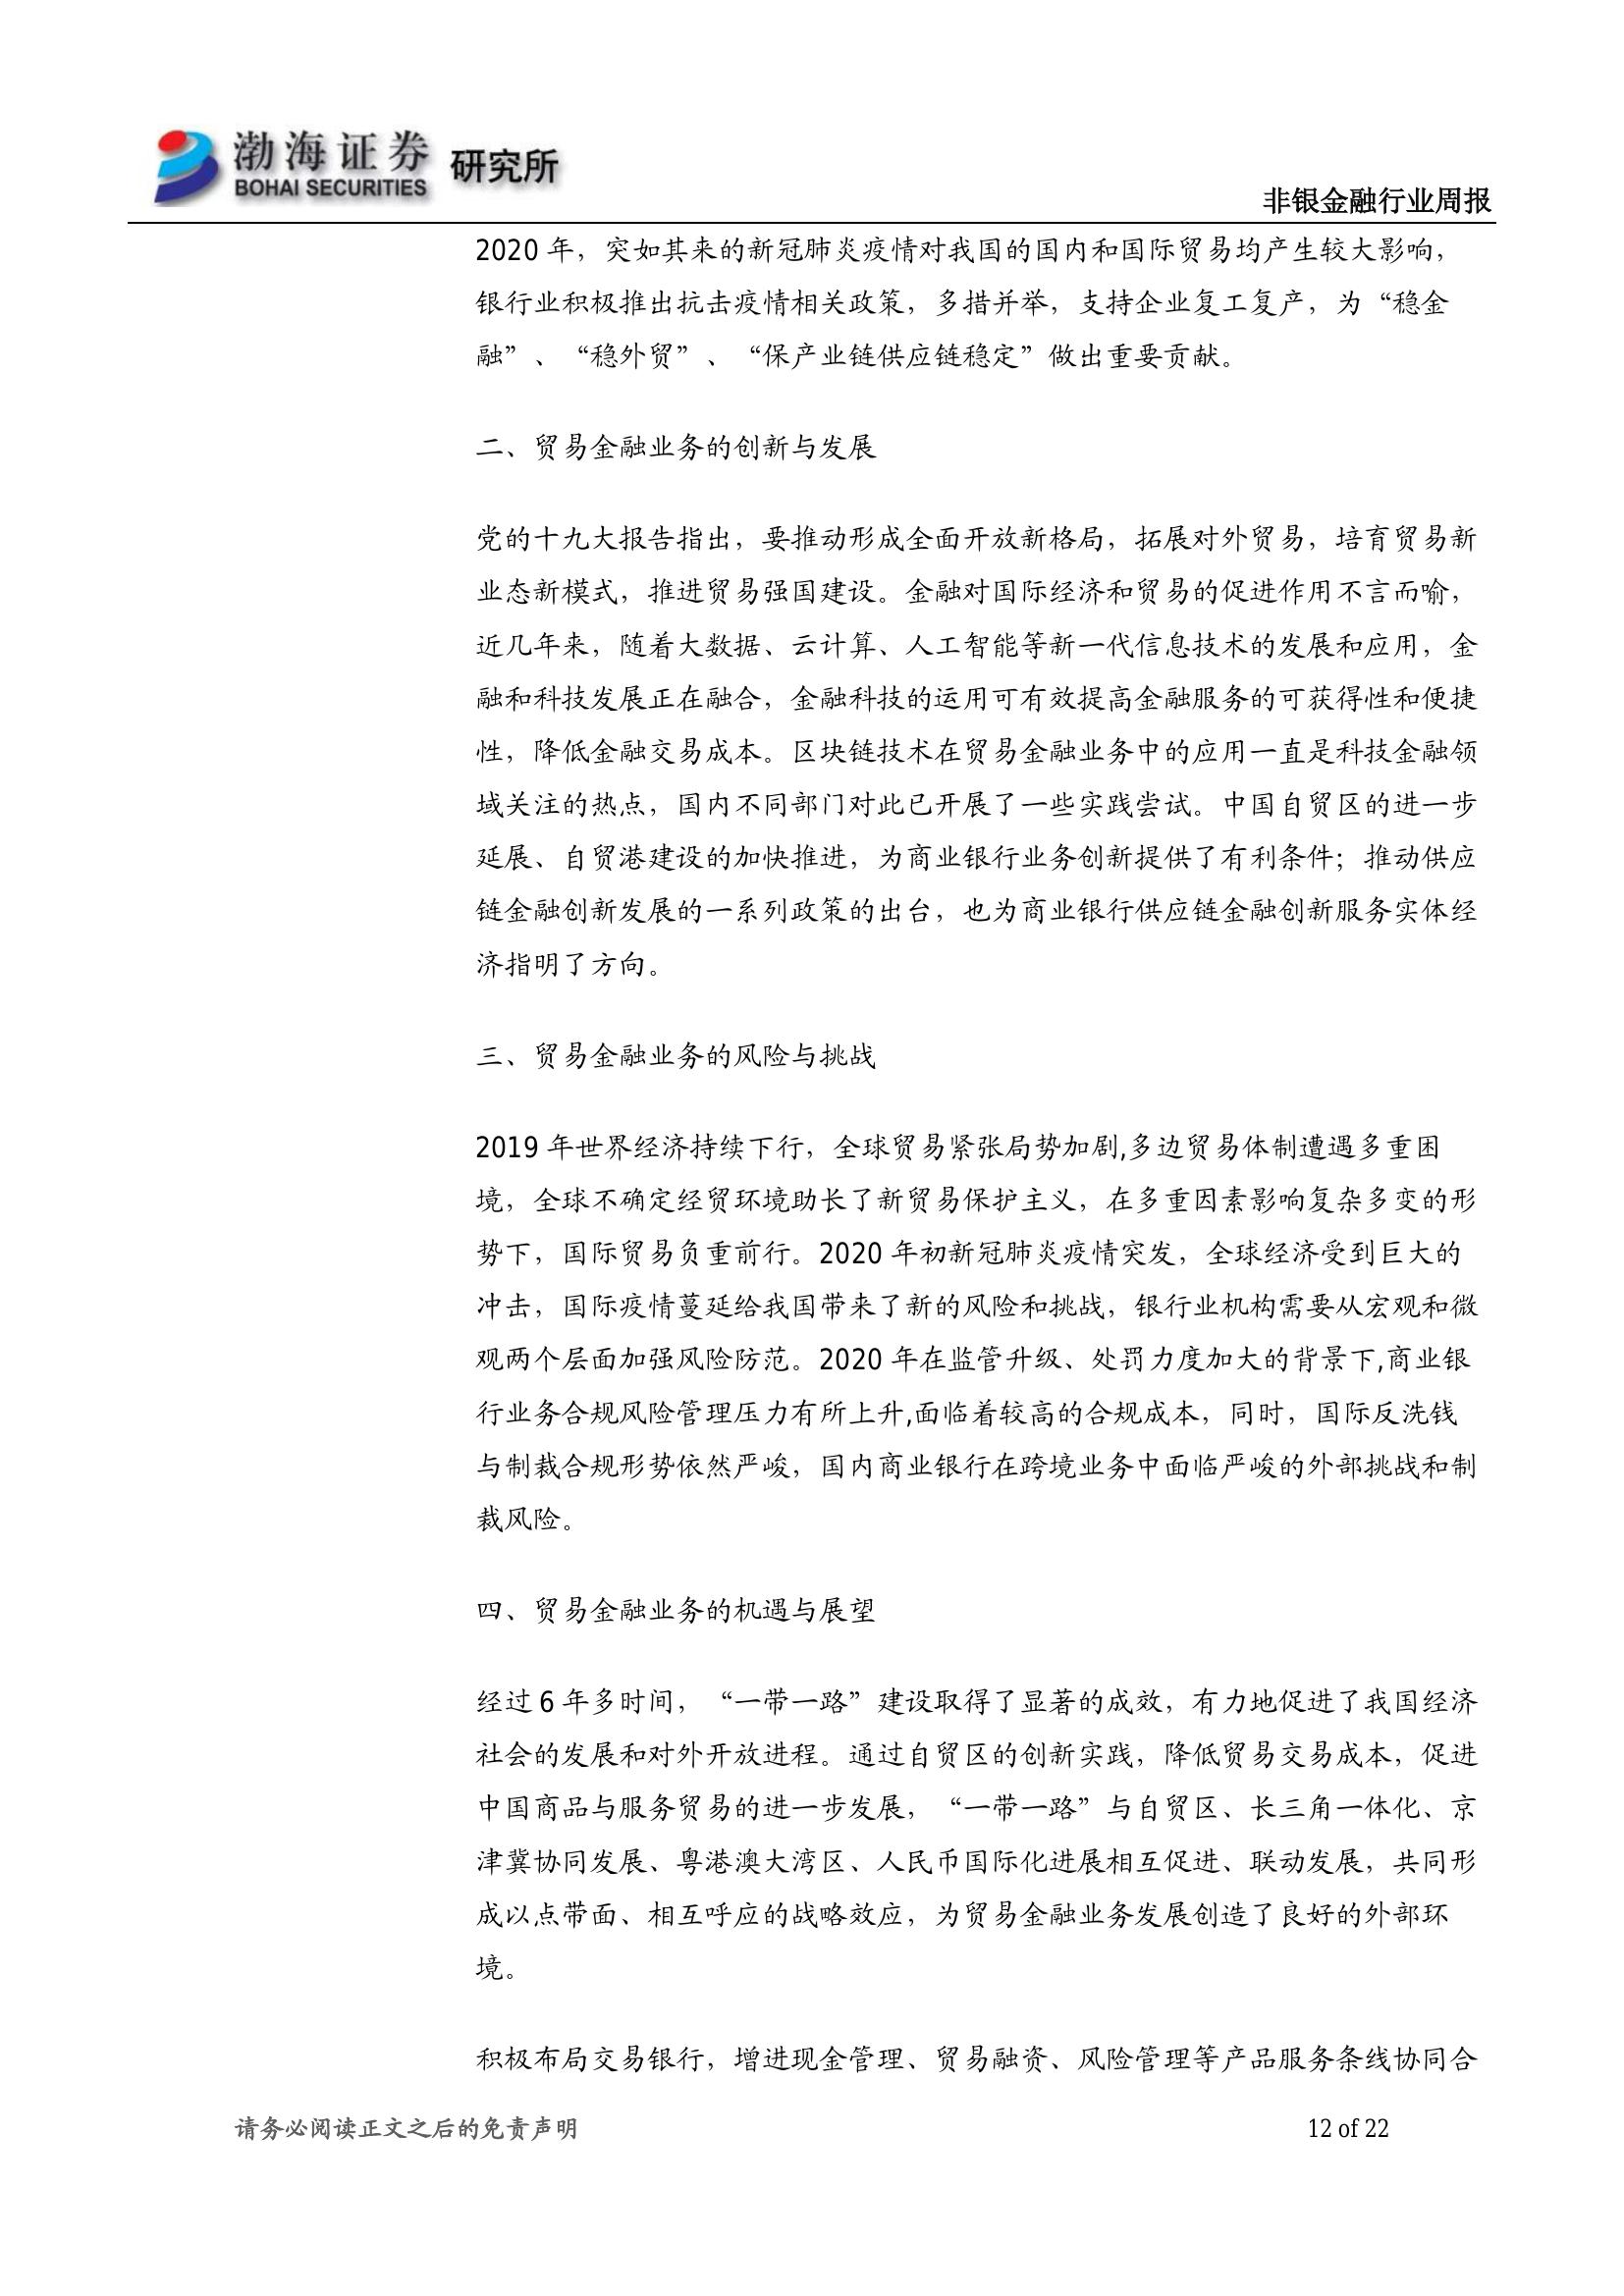 渤海证券 研究所
BOHAI SECURITIES
非银金融行业周报
2020 年，突如其来的新冠肺炎疫情对我国的国内和国际贸易均产生较大影响，
银行业积极推出抗击疫情相关政策，多措并举，支持企业复工复产，为“稳金
融”、“稳外贸”、“保产业链供应链稳定”做出重要贡献。
二、贸易金融业务的创新与发展
党的十九大报告指出，要推动形成全面开放新格局，拓展对外贸易，培育贸易新
业态新模式，推进贸易强国建设。金融对国际经济和贸易的促进作用不言而喻，
近几年来，随着大数据、云计算、人工智能等新一代信息技术的发展和应用，金
融和科技发展正在融合，金融科技的运用可有效提高金融服务的可获得性和便捷
性，降低金融交易成本。区块链技术在贸易金融业务中的应用一直是科技金融领
域关注的热点，国内不同部门对此已开展了一些实践尝试。中国自贸区的进一步
延展、自贸港建设的加快推进，为商业银行业务创新提供了有利条件；推动供应
链金融创新发展的一系列政策的出台，也为商业银行供应链金融创新服务实体经
济指明了方向。
三、贸易金融业务的风险与挑战
2019 年世界经济持续下行，全球贸易紧张局势加剧,多边贸易体制遭遇多重困
境，全球不确定经贸环境助长了新贸易保护主义，在多重因素影响复杂多变的形
势下，国际贸易负重前行。2020 年初新冠肺炎疫情突发，全球经济受到巨大的
冲击，国际疫情蔓延给我国带来了新的风险和挑战，银行业机构需要从宏观和微
观两个层面加强风险防范。2020 年在监管升级、处罚力度加大的背景下,商业银
行业务合规风险管理压力有所上升,面临着较高的合规成本，同时，国际反洗钱
与制裁合规形势依然严峻，国内商业银行在跨境业务中面临严峻的外部挑战和制
裁风险。
四、贸易金融业务的机遇与展望
经过 6 年多时间，“一带一路”建设取得了显著的成效，有力地促进了我国经济
社会的发展和对外开放进程。通过自贸区的创新实践，降低贸易交易成本，促进
中国商品与服务贸易的进一步发展，“一带一路”与自贸区、长三角一体化、京
津冀协同发展、粤港澳大湾区、人民币国际化进展相互促进、联动发展，共同形
成以点带面、相互呼应的战略效应，为贸易金融业务发展创造了良好的外部环
境。
积极布局交易银行，增进现金管理、贸易融资、风险管理等产品服务条线协同合
请务必阅读正文之后的免责声明
12 of 22